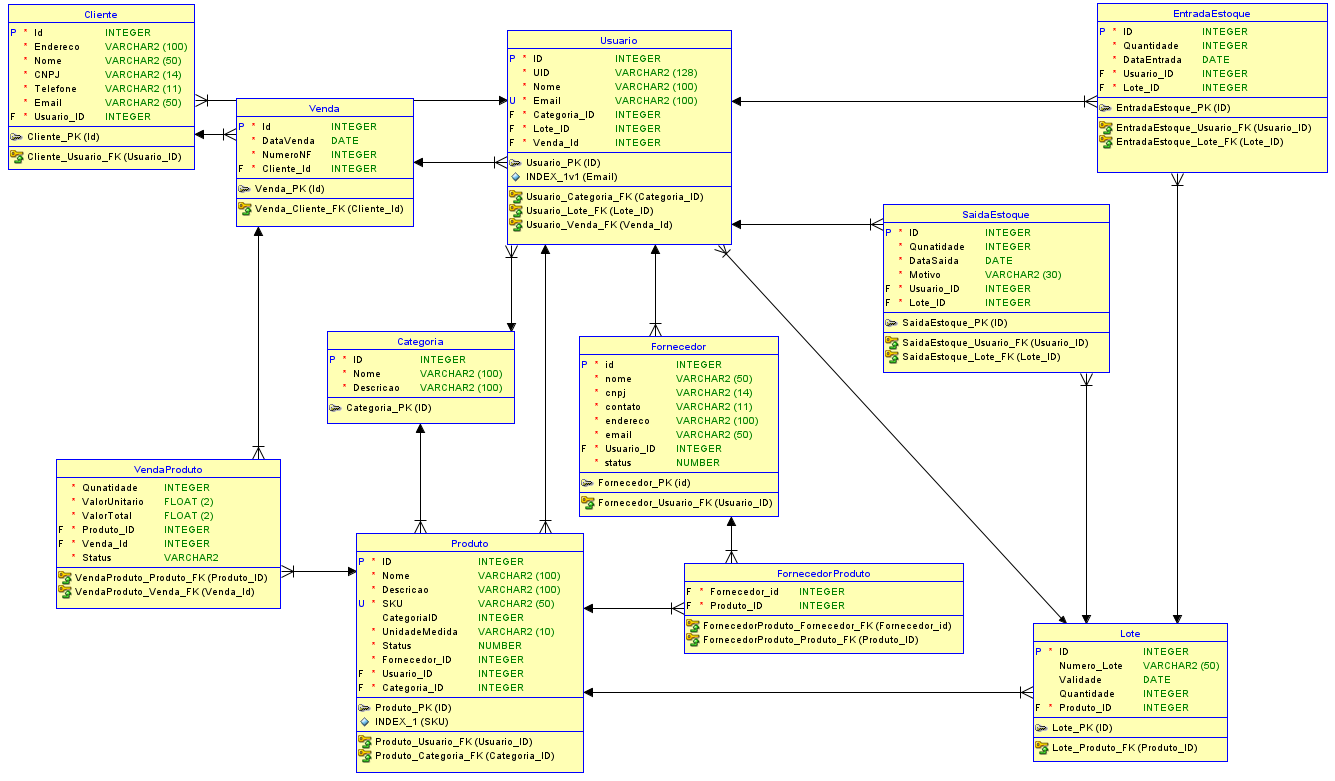 Cliente
P * Id INTEGER
* Endereco VARCHAR2 (100)
* Nome VARCHAR2 (50)
* CNPJ VARCHAR2 (14)
* Telefone VARCHAR2 (11)
* Email VARCHAR2 (50)
F * Usuario_ID INTEGER
Cliente_PK (Id)
Cliente_Usuario_FK (Usuario_ID)
Venda
P * Id INTEGER
* DataVenda DATE
* NumeroNF INTEGER
F * Cliente_Id INTEGER
Venda_PK (Id)
Venda_Cliente_FK (Cliente_Id)
Usuario
P * ID INTEGER
* UID VARCHAR2 (128)
* Nome VARCHAR2 (100)
U * Email VARCHAR2 (100)
F * Categoria_ID INTEGER
F * Lote_ID INTEGER
F * Venda_Id INTEGER
Usuario_PK (ID)
INDEX_1v1 (Email)
Usuario_Categoria_FK (Categoria_ID)
Usuario_Lote_FK (Lote_ID)
Usuario_Venda_FK (Venda_Id)
EntradaEstoque
P * ID INTEGER
* Quantidade INTEGER
* DataEntrada DATE
F * Usuario_ID INTEGER
F * Lote_ID INTEGER
EntradaEstoque_PK (ID)
EntradaEstoque_Usuario_FK (Usuario_ID)
EntradaEstoque_Lote_FK (Lote_ID)
SaidaEstoque
P * ID INTEGER
* Qunatidade INTEGER
* DataSaida DATE
* Motivo VARCHAR2 (30)
F * Usuario_ID INTEGER
F * Lote_ID INTEGER
SaidaEstoque_PK (ID)
SaidaEstoque_Usuario_FK (Usuario_ID)
SaidaEstoque_Lote_FK (Lote_ID)
Categoria
P * ID INTEGER
* Nome VARCHAR2 (100)
* Descricao VARCHAR2 (100)
Categoria_PK (ID)
Fornecedor
P * id INTEGER
* nome VARCHAR2 (50)
* cnpj VARCHAR2 (14)
* contato VARCHAR2 (11)
* endereco VARCHAR2 (100)
* email VARCHAR2 (50)
F * Usuario_ID INTEGER
* status NUMBER
Fornecedor_PK (id)
Fornecedor_Usuario_FK (Usuario_ID)
VendaProduto
* Qunatidade INTEGER
* ValorUnitario FLOAT (2)
* ValorTotal FLOAT (2)
F * Produto_ID INTEGER
F * Venda_Id INTEGER
* Status VARCHAR2
VendaProduto_Produto_FK (Produto_ID)
VendaProduto_Venda_FK (Venda_Id)
Produto
P * ID INTEGER
* Nome VARCHAR2 (100)
* Descricao VARCHAR2 (100)
U * SKU VARCHAR2 (50)
CategoriaID INTEGER
* UnidadeMedida VARCHAR2 (10)
* Status NUMBER
* Fornecedor_ID INTEGER
F * Usuario_ID INTEGER
F * Categoria_ID INTEGER
Produto_PK (ID)
INDEX_1 (SKU)
Produto_Usuario_FK (Usuario_ID)
Produto_Categoria_FK (Categoria_ID)
FornecedorProduto
F * Fornecedor_id INTEGER
F * Produto_ID INTEGER
FornecedorProduto_Fornecedor_FK (Fornecedor_id)
FornecedorProduto_Produto_FK (Produto_ID)
Lote
P * ID INTEGER
Numero_Lote VARCHAR2 (50)
Validade DATE
Quantidade INTEGER
F * Produto_ID INTEGER
Lote_PK (ID)
Lote_Produto_FK (Produto_ID)